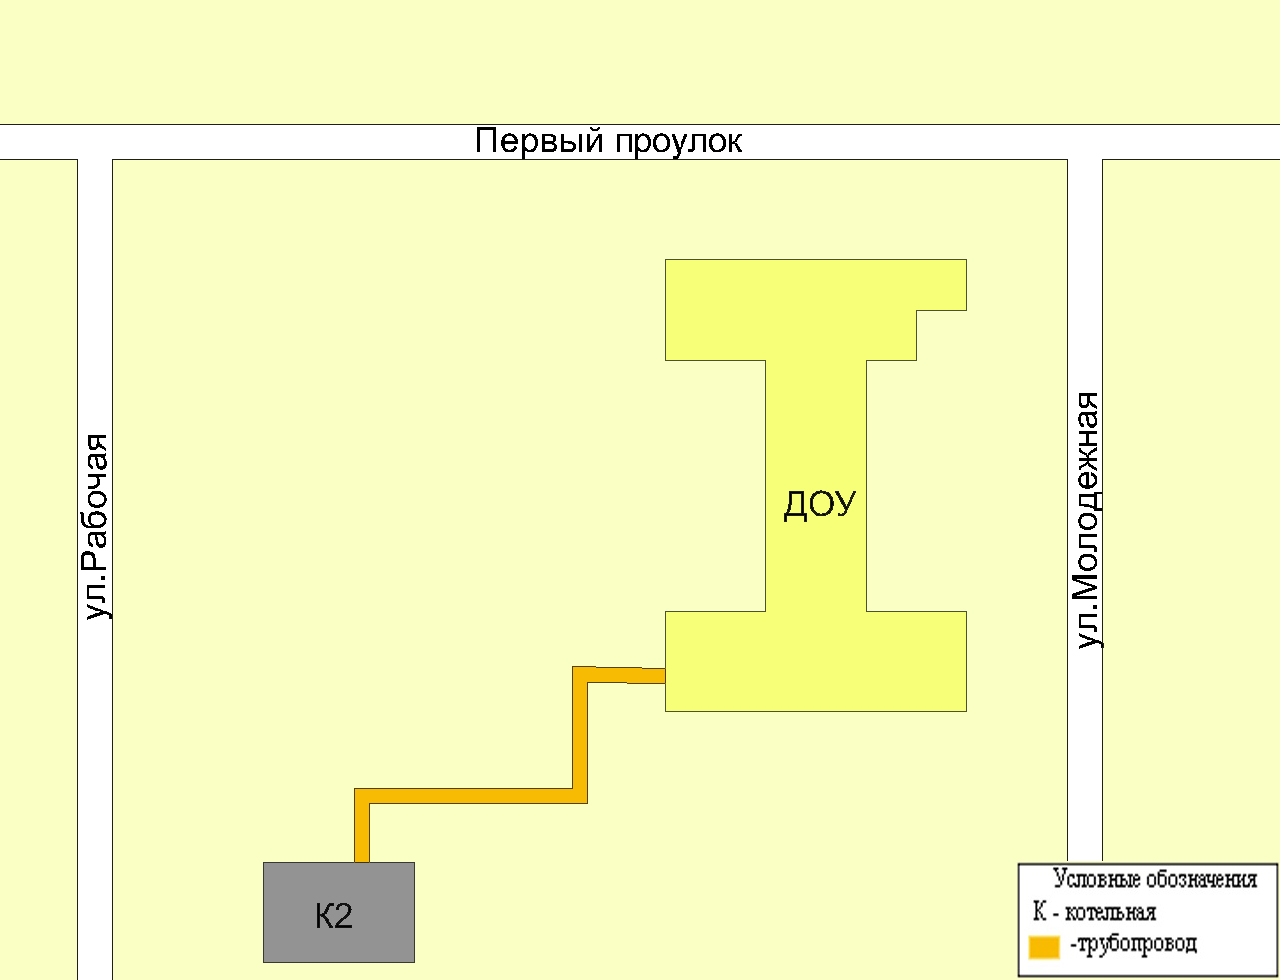 Первый проулок
ул.Рабочая
ул.Молодежная
ДОУ
К2
Условные обозначения
К - котельная
-трубопровод